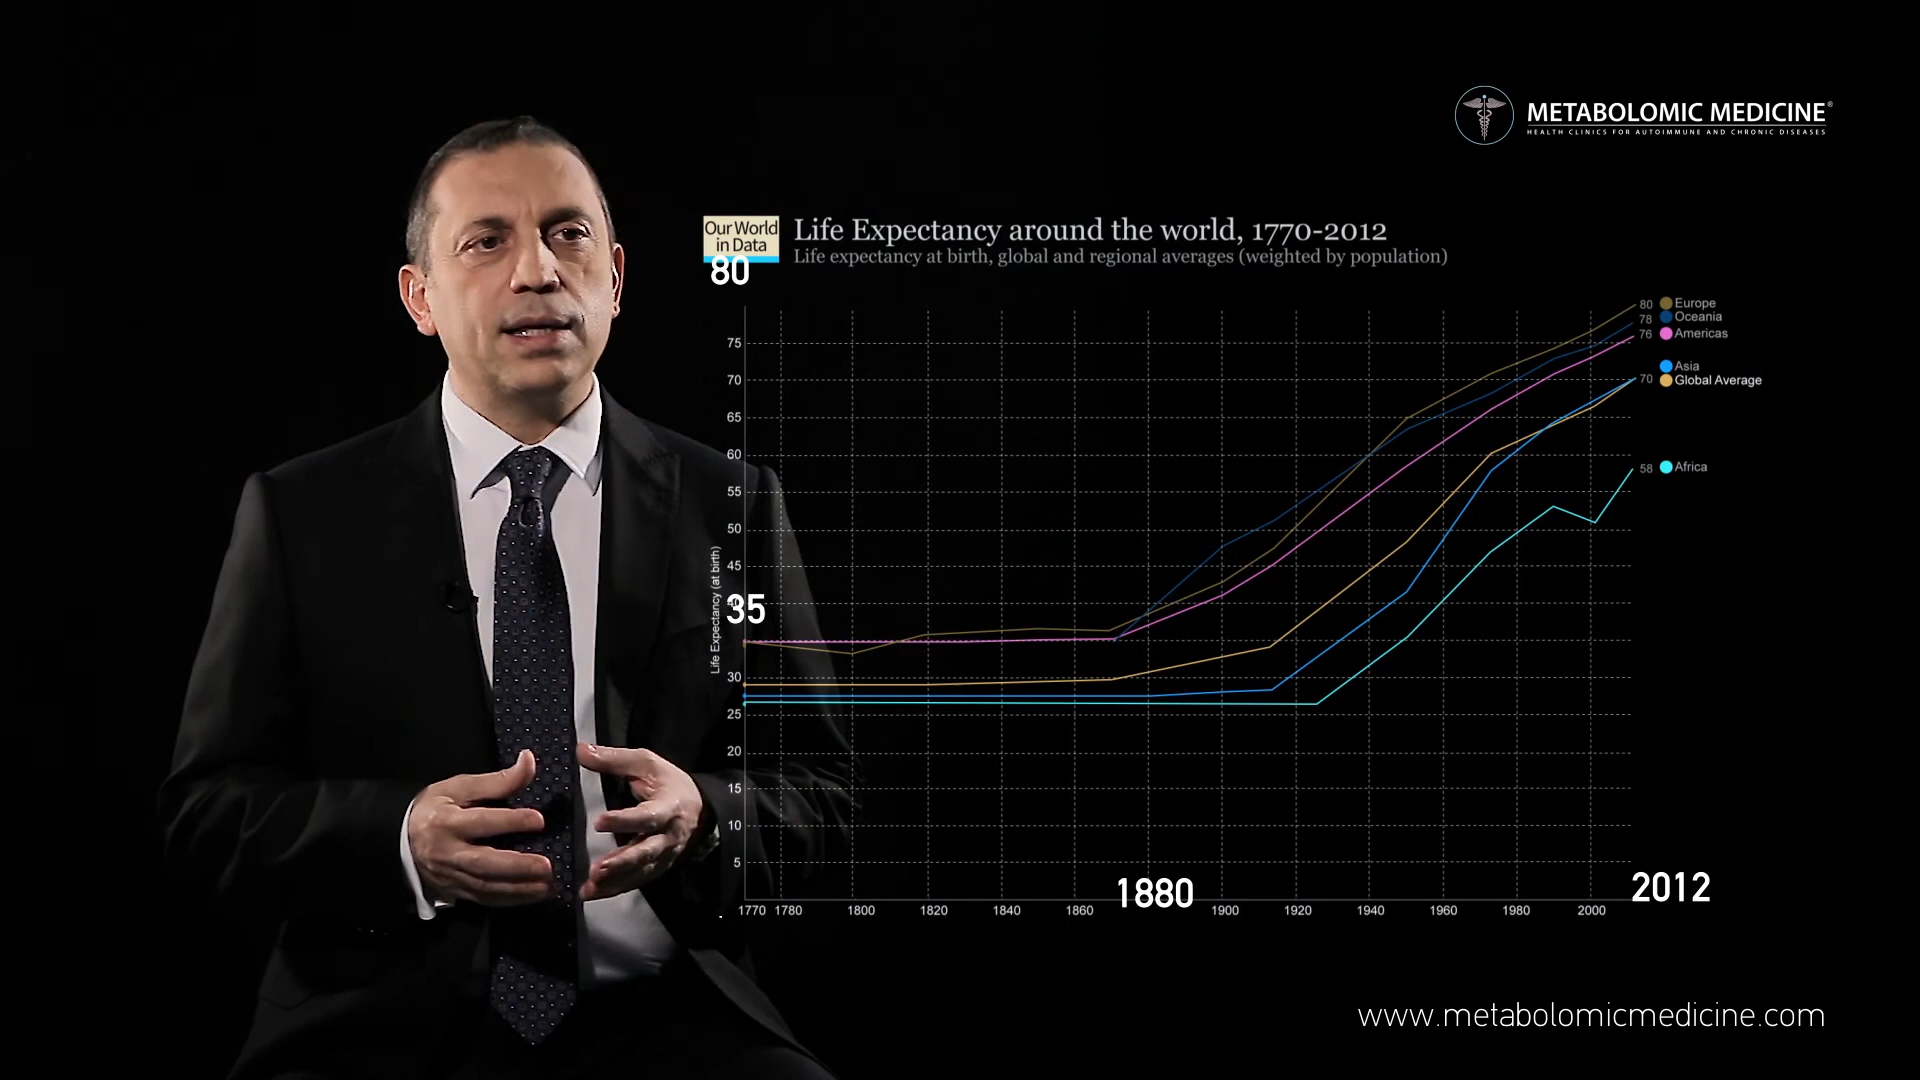 METABOLOMIC MEDICINE®
HEALTH CLINICS FOR AUTOIMMUNE AND CHRONIC DISEASES
Our World
in Data
Life Expectancy around the world, 1770-2012
Life expectancy at birth, global and regional averages (weighted by population)
80
80 Europe
78 Oceania
76 Americas
Asia
70 Global Average
58 Africa
75
70
65
60
55
50
45
35
30
25
20
15
10
5
Life Expectancy (at birth)
1770 1780 1800 1820 1840 1860 1880 1900 1920 1940 1960 1980 2000 2012
www.metabolomicmedicine.com